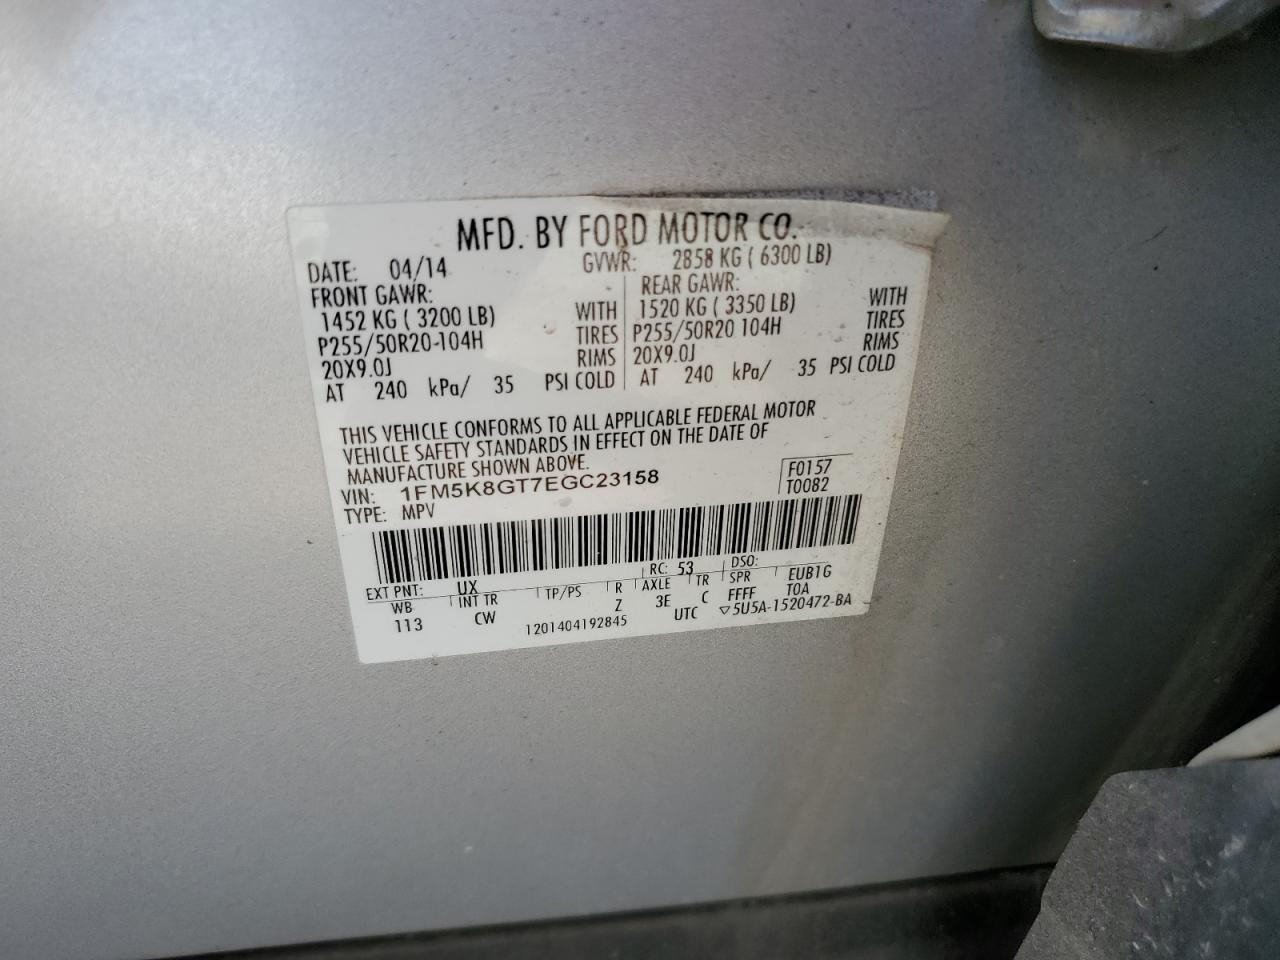 MFD. BY FORD MOTOR CO.
DATE: 04/14 GVWR: 2858 KG ( 6300 LB)
FRONT GAWR: REAR GAWR:
1452 KG ( 3200 LB) WITH 1520 KG ( 3350 LB) WITH
P255/50R20-104H TIRES P255/50R20 104H TIRES
20X9.0J RIMS 20X9.0J RIMS
AT 240 kPa/ 35 PSI COLD AT 240 kPa/ 35 PSI COLD
THIS VEHICLE CONFORMS TO ALL APPLICABLE FEDERAL MOTOR
VEHICLE SAFETY STANDARDS IN EFFECT ON THE DATE OF
MANUFACTURE SHOWN ABOVE.
VIN: 1FM5K8GT7EGC23158 F0157
TYPE: MPV T0082
EXT PNT: UX RC: 53 DSO:
WB INT TR TP/PS R AXLE TR SPR EUB1G
113 CW Z 3E C FFFF TOA
1201404192845 UTC ▽5U5A-1520472-BA